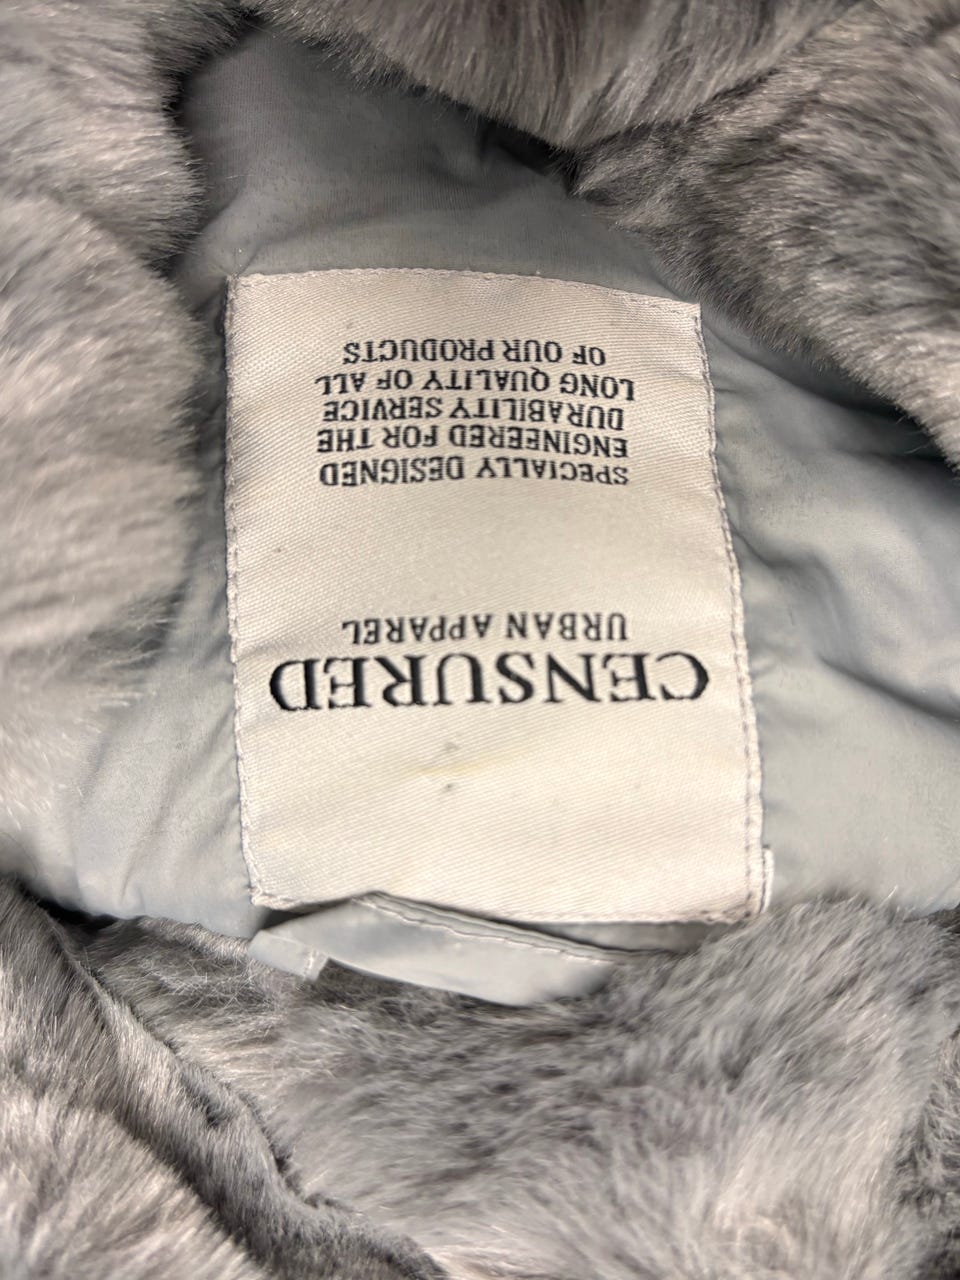 CENSURED
URBAN APPAREL
SPECIALLY DESIGNED
ENGINEERED FOR THE
DURABILITY SERVICE
LONG QUALITY OF ALL
OF OUR PRODUCTS